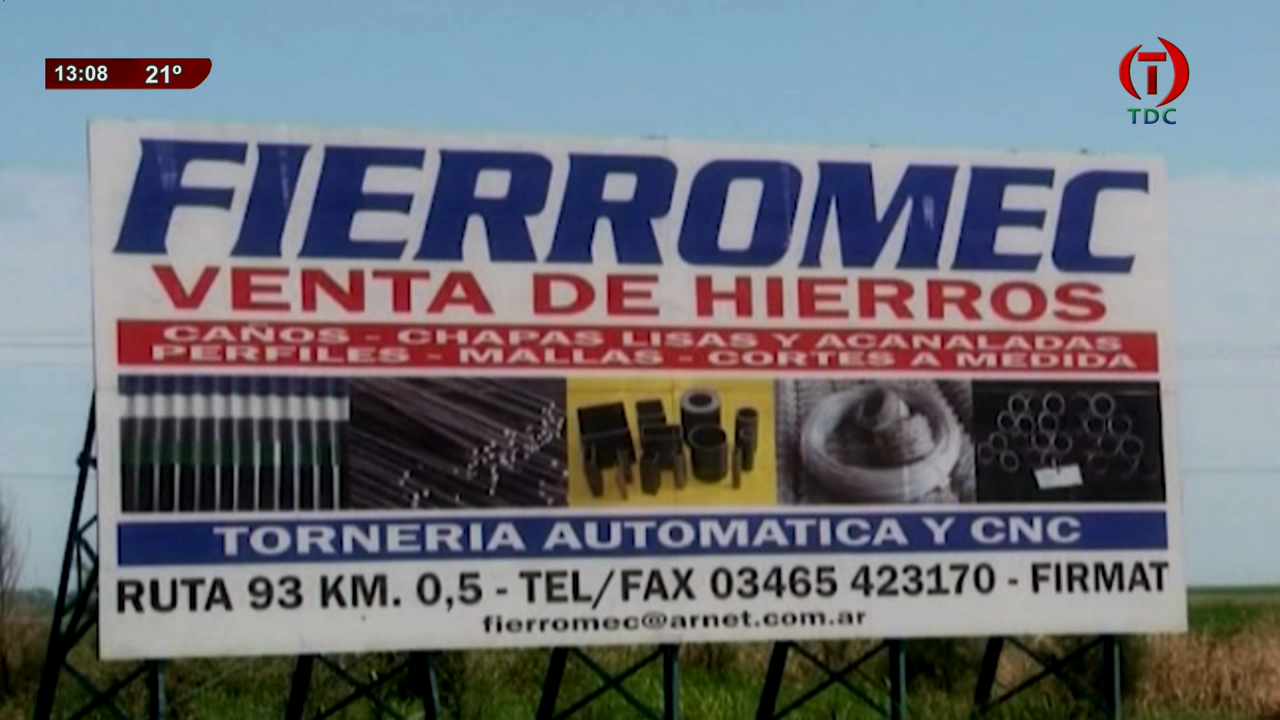 13:08 21º
T
TDC
FIERROMEC
VENTA DE HIERROS
CAÑOS - CHAPAS LISAS Y ACANALADAS
PERFILES - MALLAS - CORTES A MEDIDA
TORNERIA AUTOMATICA Y CNC
RUTA 93 KM. 0,5 - TEL/FAX 03465 423170 - FIRMAT
fierromec@arnet.com.ar